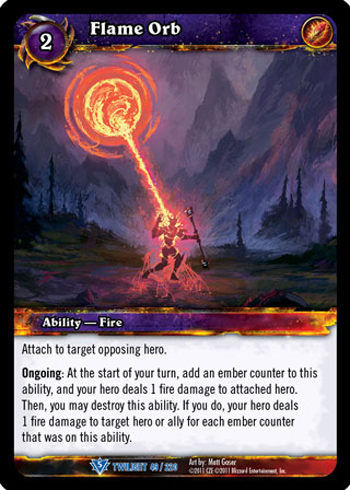 2
Flame Orb
Ability — Fire
Attach to target opposing hero.
Ongoing: At the start of your turn, add an ember counter to this
ability, and your hero deals 1 fire damage to attached hero.
Then, you may destroy this ability. If you do, your hero deals
1 fire damage to target hero or ally for each ember counter
that was on this ability.
TWILIGHT 49 / 220
Art by: Matt Gaser
©2011 CZE ©2011 Blizzard Entertainment, Inc.